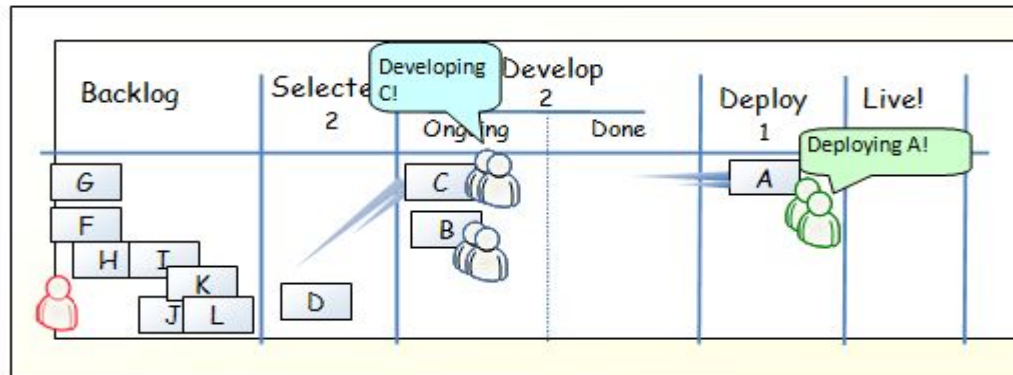 Backlog
Selecte
2
Developing
C!
Develop
2
Ongoing
Done
Deploy
1
Live!
Deploying A!
G
F
H I
K
J L
D
C
B
A